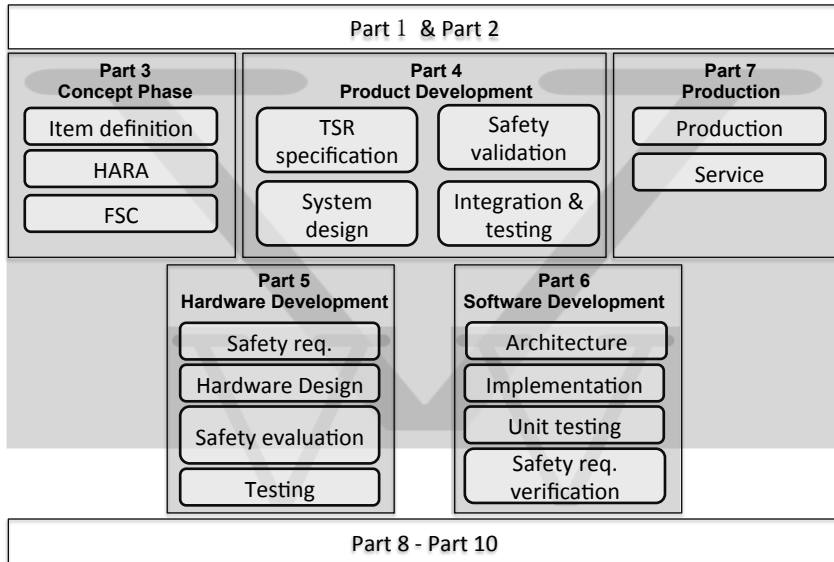 Part 1 & Part 2
Part 3
Concept Phase
Item definition
HARA
FSC
Part 4
Product Development
TSR
specification
Safety
validation
System
design
Integration &
testing
Part 7
Production
Production
Service
Part 5
Hardware Development
Safety req.
Hardware Design
Safety evaluation
Testing
Part 6
Software Development
Architecture
Implementation
Unit testing
Safety req.
verification
Part 8 - Part 10